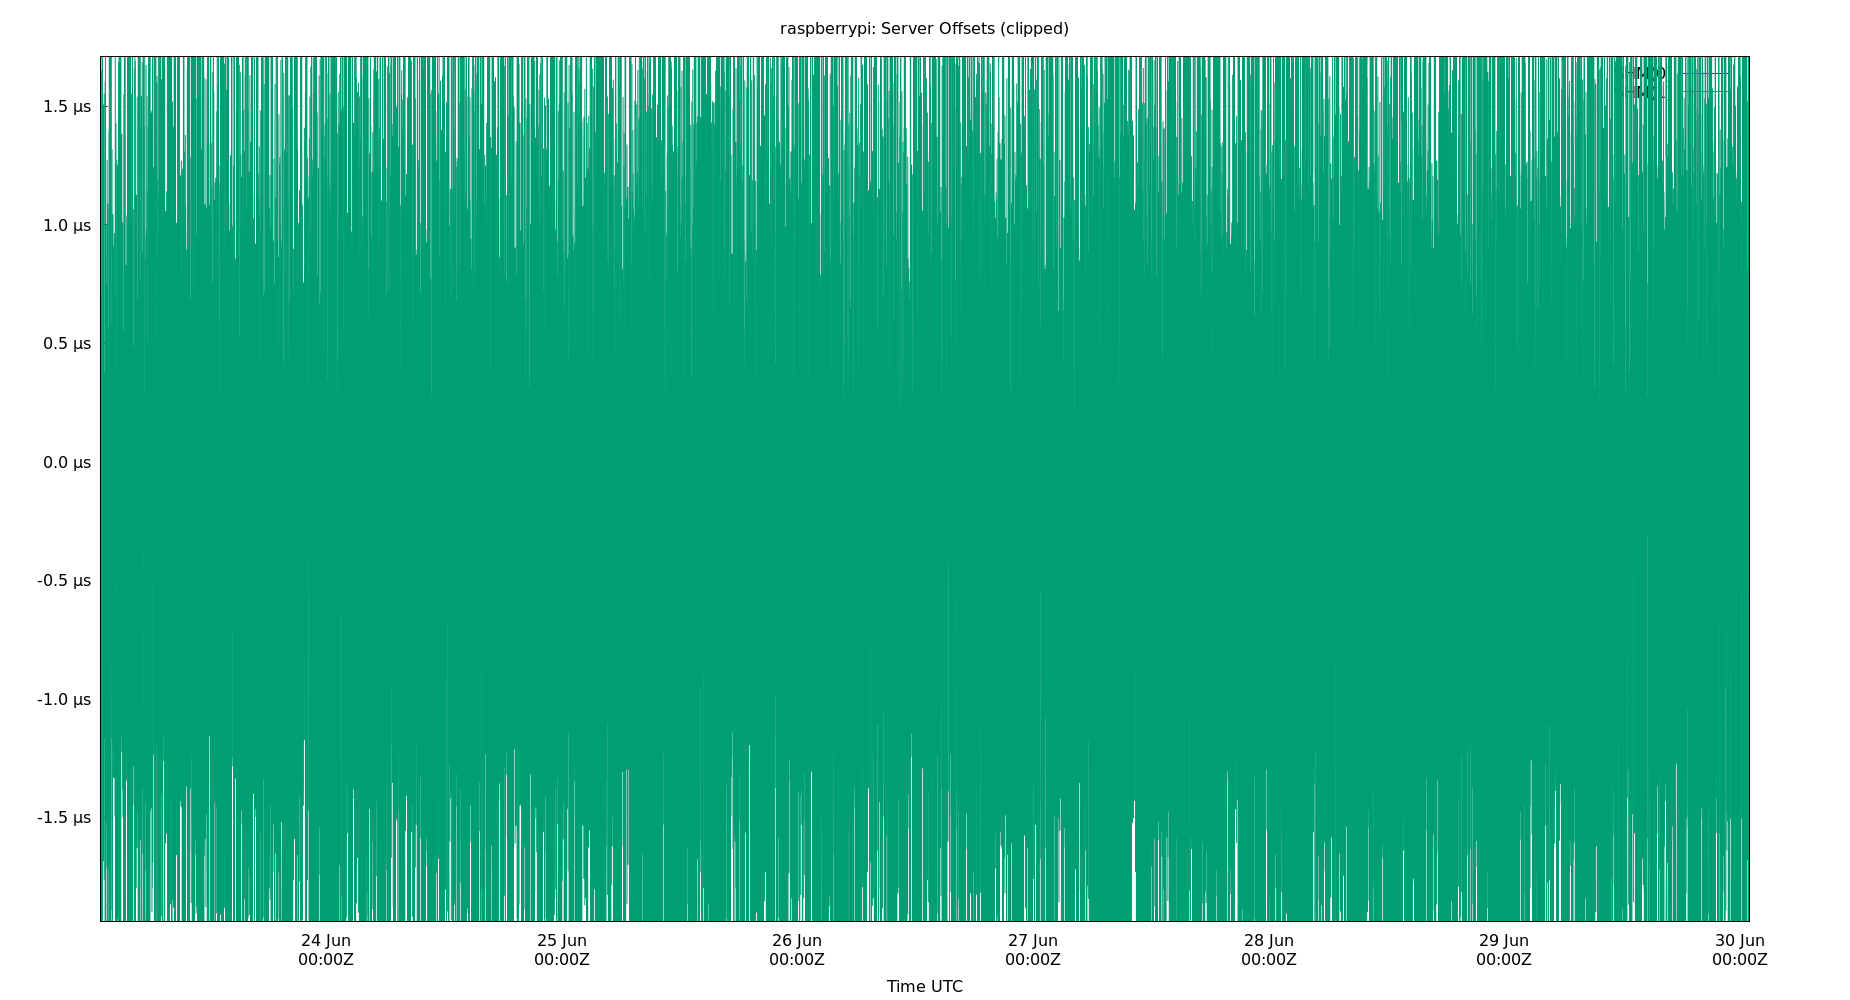 raspberrypi: Server Offsets (clipped)
1.5 µs
1.0 µs
0.5 µs
0.0 µs
-0.5 µs
-1.0 µs
-1.5 µs
24 Jun 25 Jun 26 Jun 27 Jun 28 Jun 29 Jun 30 Jun
00:00Z 00:00Z 00:00Z 00:00Z 00:00Z 00:00Z 00:00Z
Time UTC